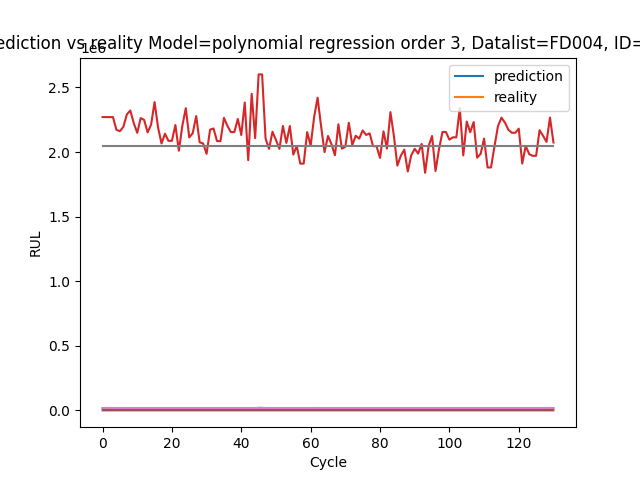 ediction vs reality Model=polynomial regression order 3, Datalist=FD004, ID=
1e6
prediction
reality
2.5
2.0
1.5
1.0
0.5
0.0
RUL
0 20 40 60 80 100 120
Cycle